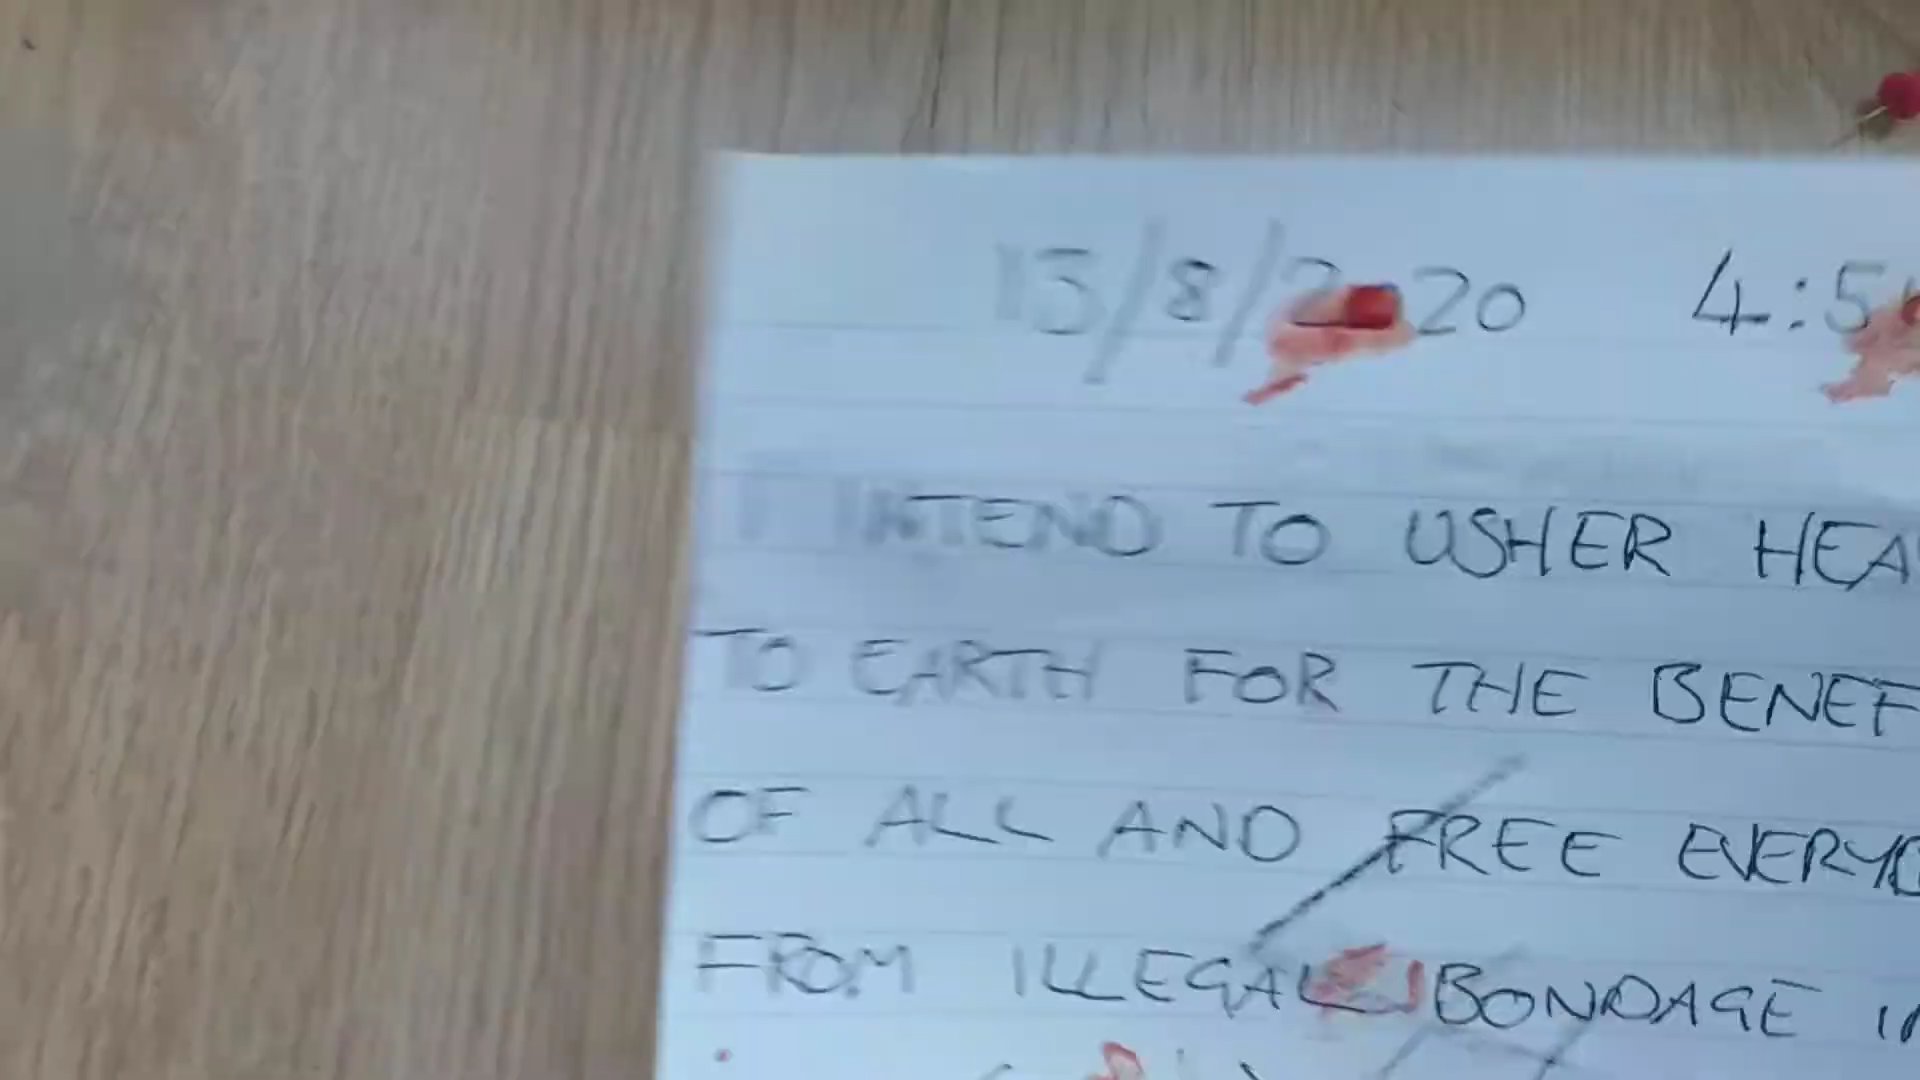 13/8/2020 4:5
I INTEND TO USHER HEA
TO EARTH FOR THE BENEF
OF ALL AND FREE EVERYO
FROM ILLEGAL BONDAGE